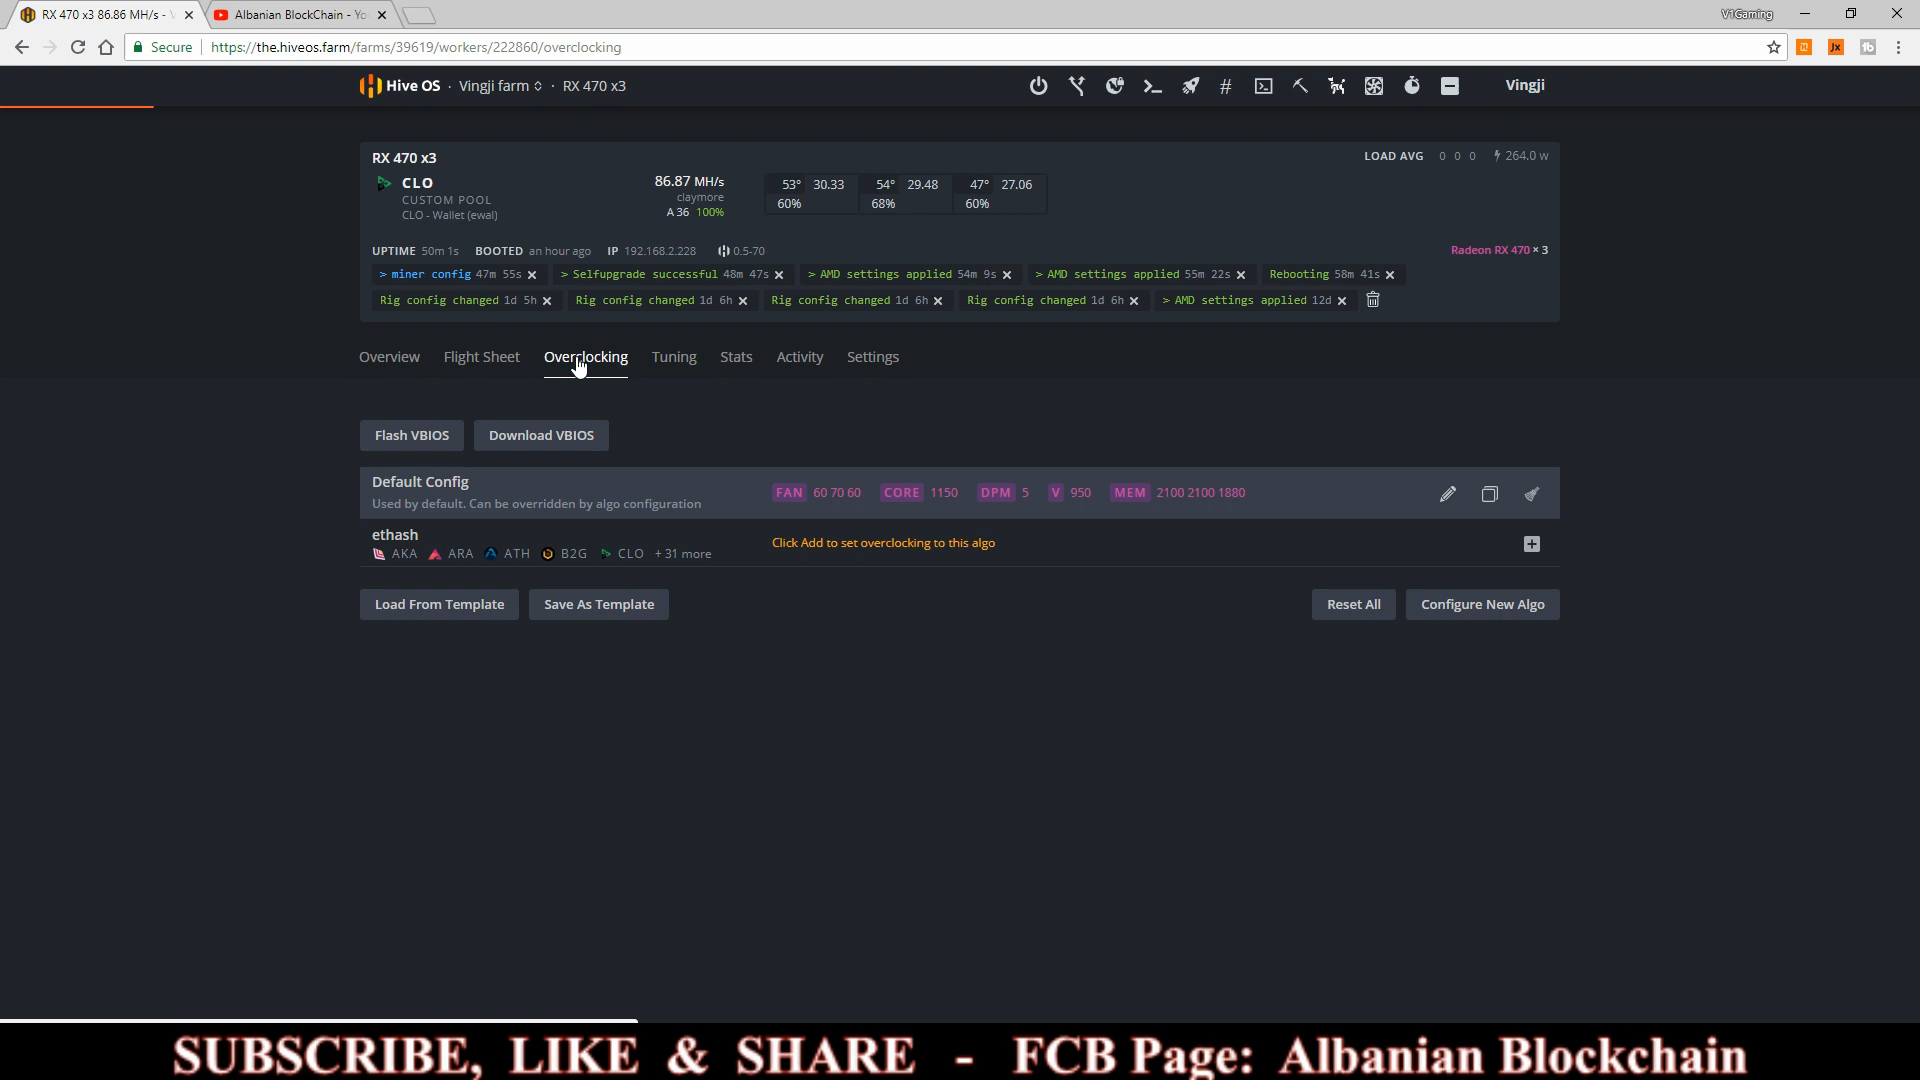 RX 470 x3 86.86 MH/s -
Albanian BlockChain - Yo
V1Gaming
Secure
https://the.hiveos.farm/farms/39619/workers/222860/overclocking
Hive OS · Vingji farm · RX 470 x3
Vingji
RX 470 x3
LOAD AVG 0 0 0 264.0 w
CLO
CUSTOM POOL
CLO - Wallet (ewal)
86.87 MH/s
claymore
A 36 100%
53° 30.33 54° 29.48 47° 27.06
60% 68% 60%
UPTIME 50m 1s BOOTED an hour ago IP 192.168.2.228 0.5-70
Radeon RX 470 × 3
> miner config 47m 55s × > Selfupgrade successful 48m 47s × > AMD settings applied 54m 9s × > AMD settings applied 55m 22s × Rebooting 58m 41s ×
Rig config changed 1d 5h × Rig config changed 1d 6h × Rig config changed 1d 6h × Rig config changed 1d 6h × > AMD settings applied 12d ×
Overview Flight Sheet Overclocking Tuning Stats Activity Settings
Flash VBIOS Download VBIOS
Default Config
Used by default. Can be overridden by algo configuration
FAN 60 70 60 CORE 1150 DPM 5 V 950 MEM 2100 2100 1880
ethash
AKA ARA ATH B2G CLO + 31 more
Click Add to set overclocking to this algo
Load From Template Save As Template Reset All Configure New Algo
SUBSCRIBE, LIKE & SHARE - FCB Page: Albanian Blockchain